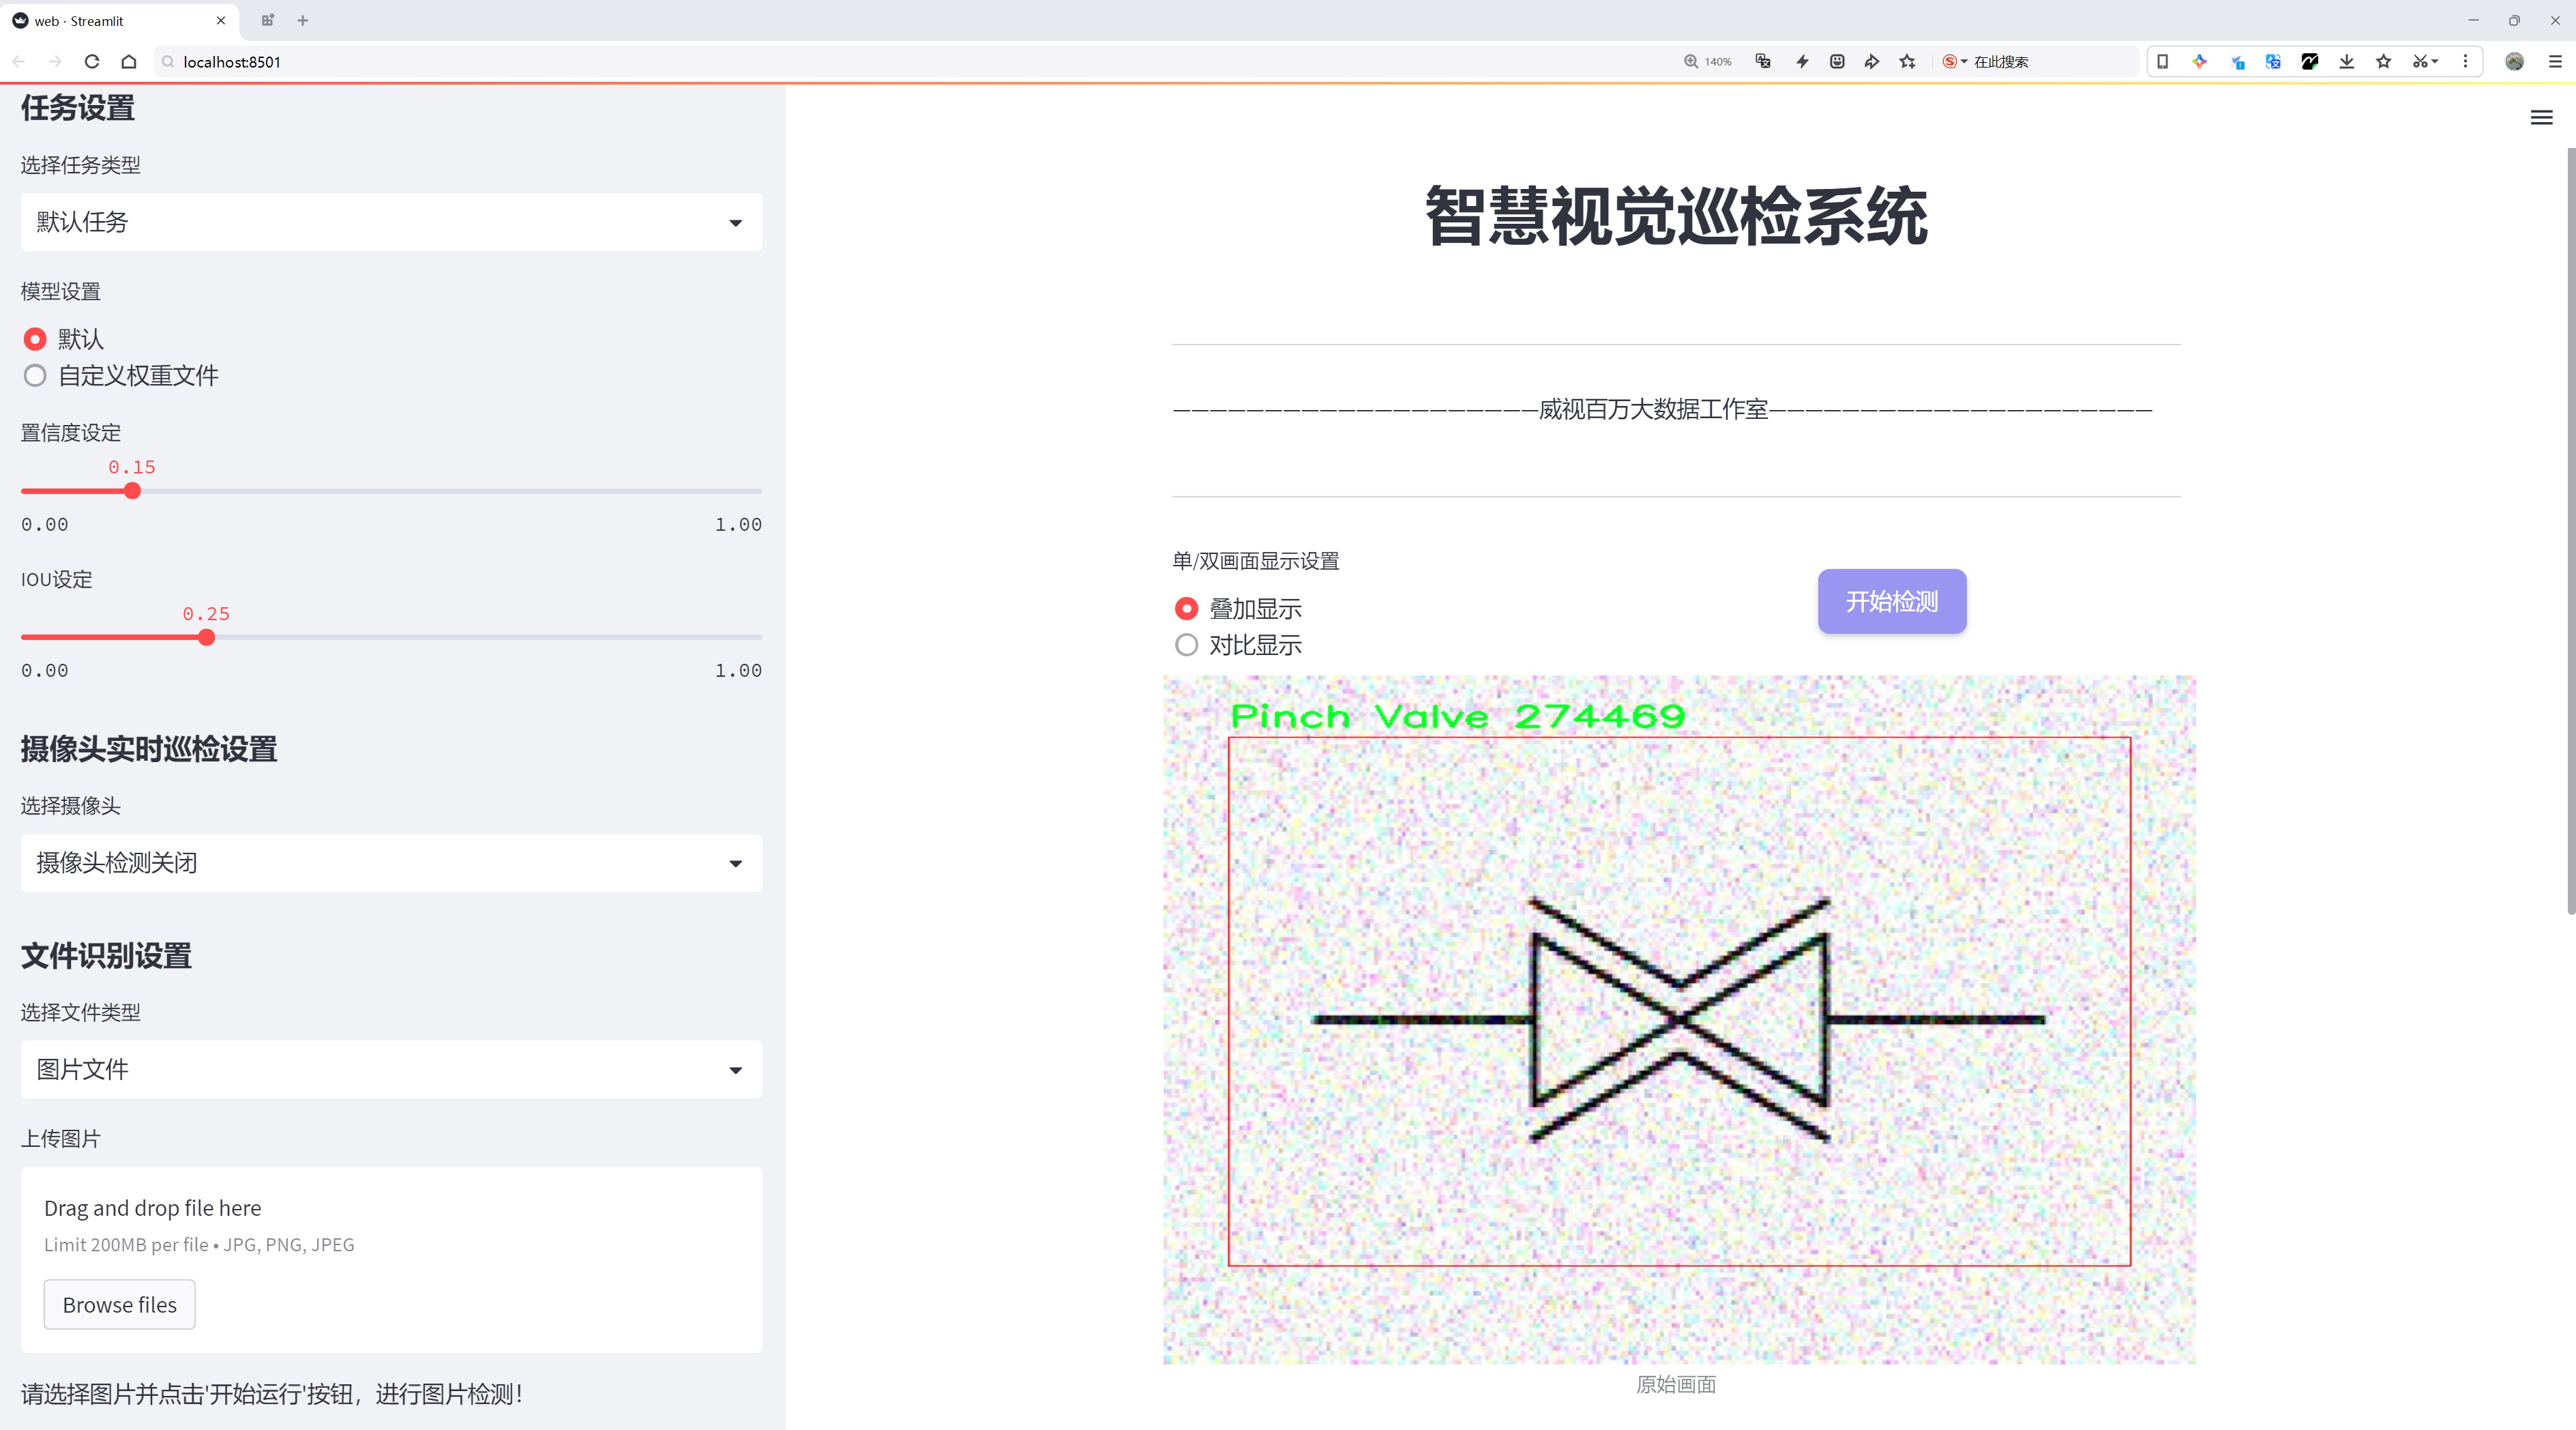 web · Streamlit
localhost:8501
140%
在此搜索
任务设置
选择任务类型
默认任务
模型设置
默认
自定义权重文件
置信度设定
0.15
0.00
1.00
IOU设定
0.25
0.00
1.00
摄像头实时巡检设置
选择摄像头
摄像头检测关闭
文件识别设置
选择文件类型
图片文件
上传图片
Drag and drop file here
Limit 200MB per file • JPG, PNG, JPEG
Browse files
请选择图片并点击'开始运行'按钮，进行图片检测！
智慧视觉巡检系统
————————————————————威视百万大数据工作室—————————————————————
单/双画面显示设置
叠加显示
对比显示
开始检测
Pinch Valve 274469
原始画面